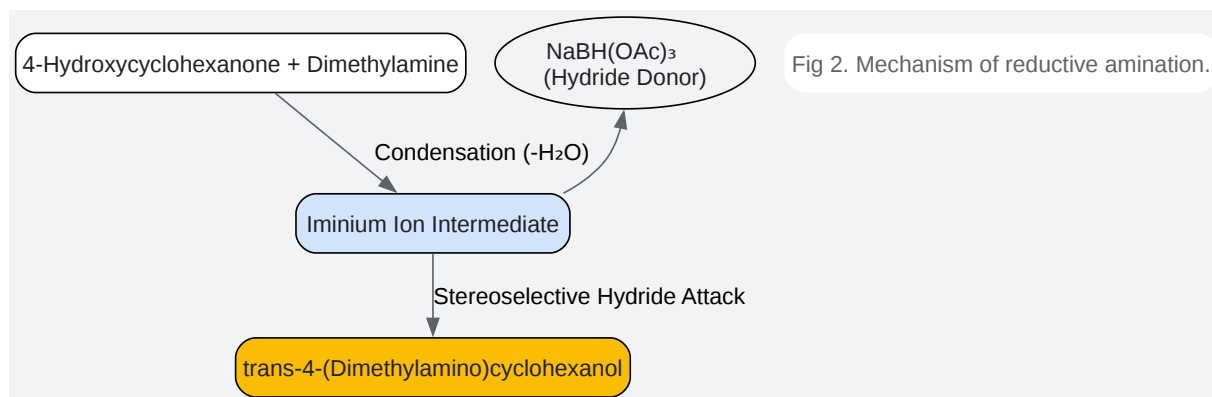 4-Hydroxycyclohexanone + Dimethylamine
NaBH(OAc)₃
(Hydride Donor)
Fig 2. Mechanism of reductive amination.
Condensation (-H₂O)
Iminium Ion Intermediate
Stereoselective Hydride Attack
trans-4-(Dimethylamino)cyclohexanol